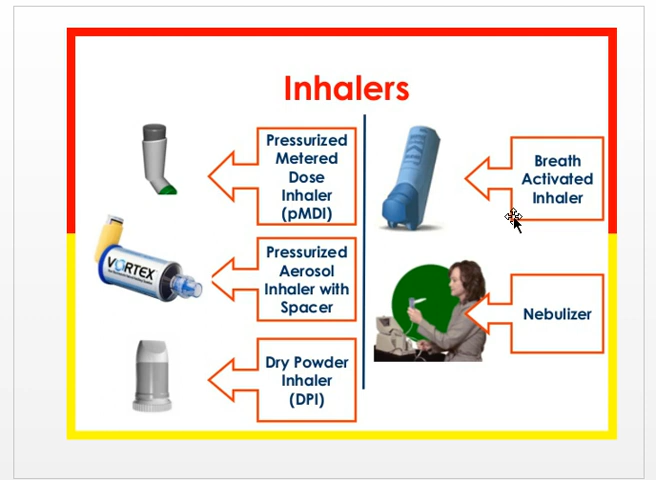 Inhalers
Pressurized
Metered
Dose
Inhaler
(pMDI)
Pressurized
Aerosol
Inhaler with
Spacer
VORTEX
Dry Powder
Inhaler
(DPI)
Breath
Activated
Inhaler
Nebulizer